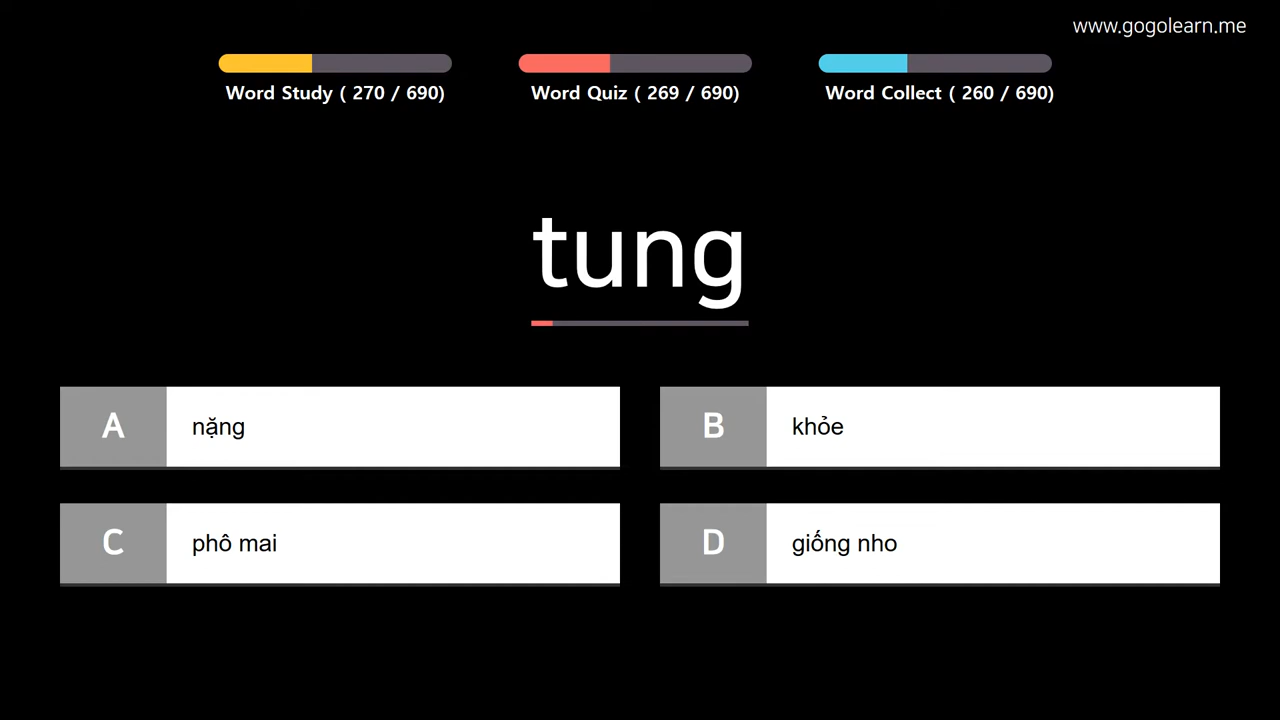 www.gogolearn.me
Word Study ( 270 / 690)
Word Quiz ( 269 / 690)
Word Collect ( 260 / 690)
tung
A
nặng
B
khỏe
C
phô mai
D
giống nho